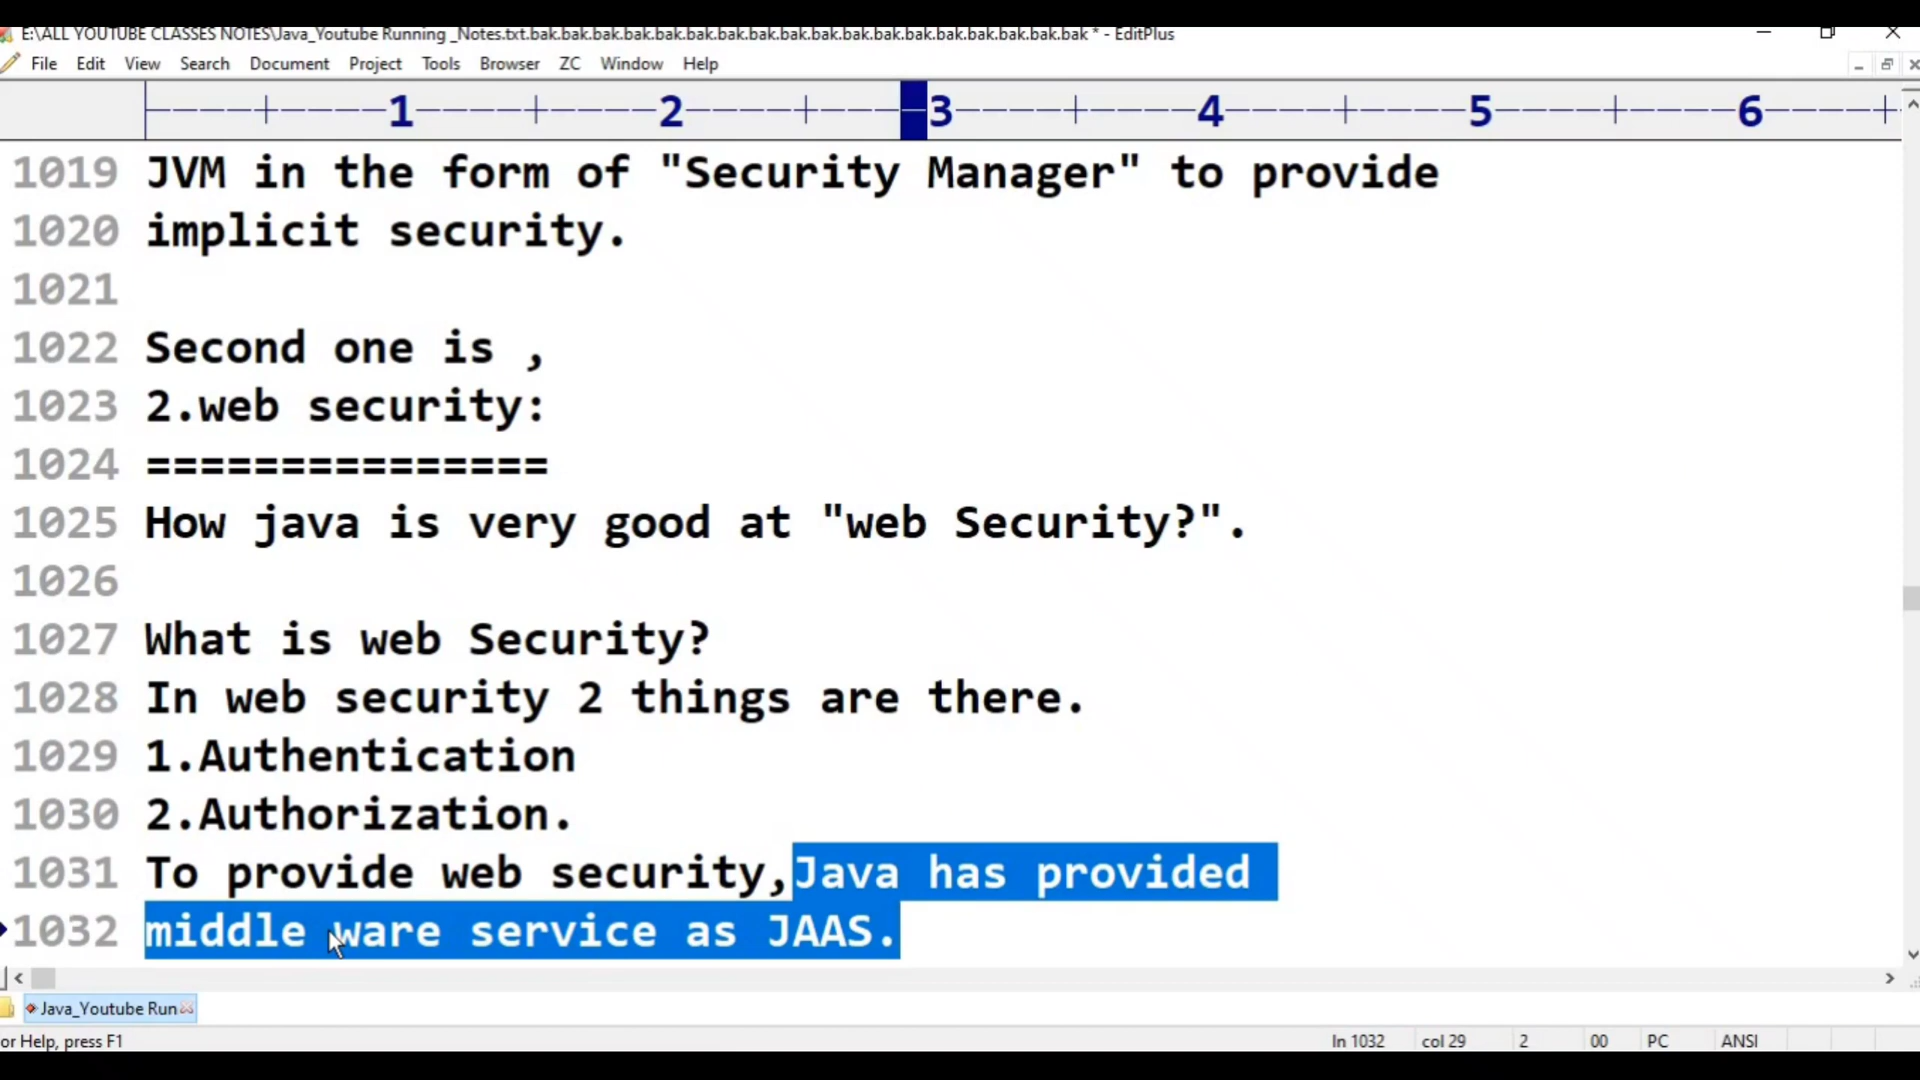 E:\ALL YOUTUBE CLASSES NOTES\Java_Youtube Running _Notes.txt.bak.bak.bak.bak.bak.bak.bak.bak.bak.bak.bak.bak.bak.bak.bak.bak.bak.bak * - EditPlus
File Edit View Search Document Project Tools Browser ZC Window Help
1 2 3 4 5 6
1019 JVM in the form of "Security Manager" to provide
1020 implicit security.
1021
1022 Second one is ,
1023 2.web security:
1024 ===============
1025 How java is very good at "web Security?".
1026
1027 What is web Security?
1028 In web security 2 things are there.
1029 1.Authentication
1030 2.Authorization.
1031 To provide web security,Java has provided
1032 middle ware service as JAAS.
Java_Youtube Run
or Help, press F1 ln 1032 col 29 2 00 PC ANSI